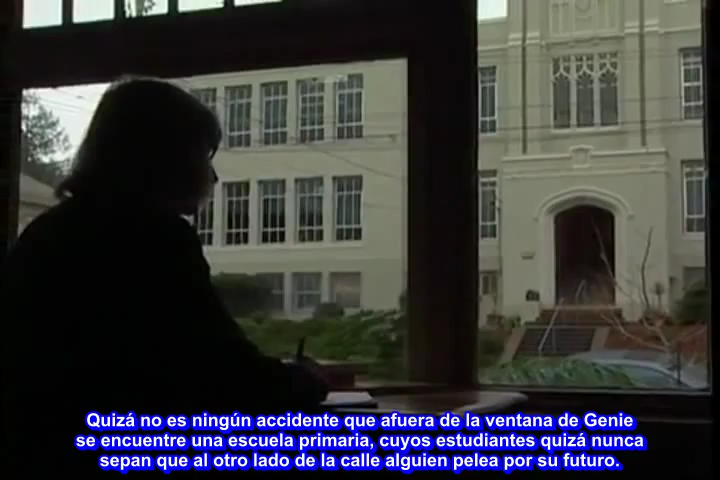 Quizá no es ningún accidente que afuera de la ventana de Genie
se encuentre una escuela primaria, cuyos estudiantes quizá nunca
sepan que al otro lado de la calle alguien pelea por su futuro.